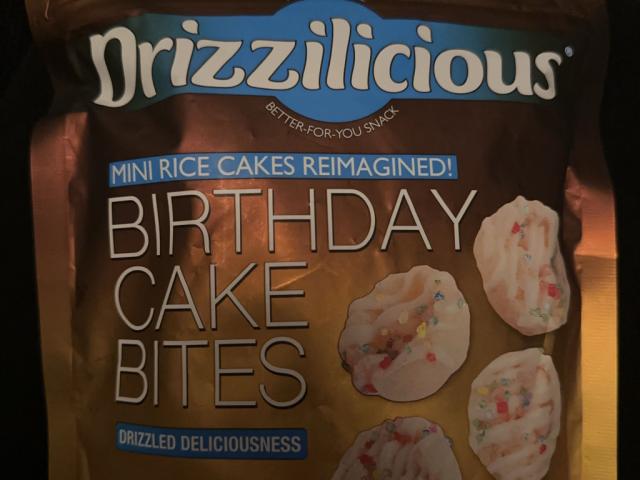 Drizzilicious®
BETTER-FOR-YOU SNACK
MINI RICE CAKES REIMAGINED!
BIRTHDAY
CAKE
BITES
DRIZZLED DELICIOUSNESS